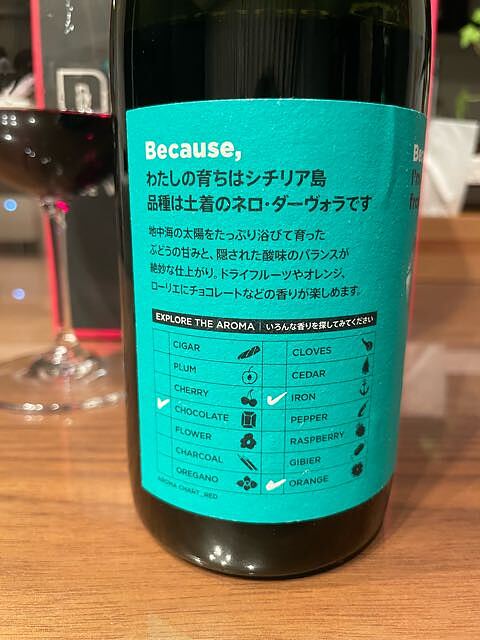 Because,
わたしの育ちはシチリア島
品種は土着のネロ・ダーヴォラです
地中海の太陽をたっぷり浴びて育った
ぶどうの甘みと、隠された酸味のバランスが
絶妙な仕上がり。ドライフルーツやオレンジ、
ローリエにチョコレートなどの香りが楽しめます。
EXPLORE THE AROMA | いろんな香りを探してみてください
CIGAR
PLUM
CHERRY
CHOCOLATE
FLOWER
CHARCOAL
OREGANO
CLOVES
CEDAR
IRON
PEPPER
RASPBERRY
GIBIER
ORANGE
AROMA CHART_RED